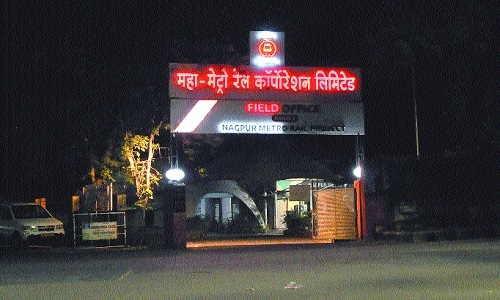 महा-मेट्रो रेल कॉर्पोरेशन लिमिटेड
FIELD OFFICE
NAGPUR METRO RAIL PROJECT